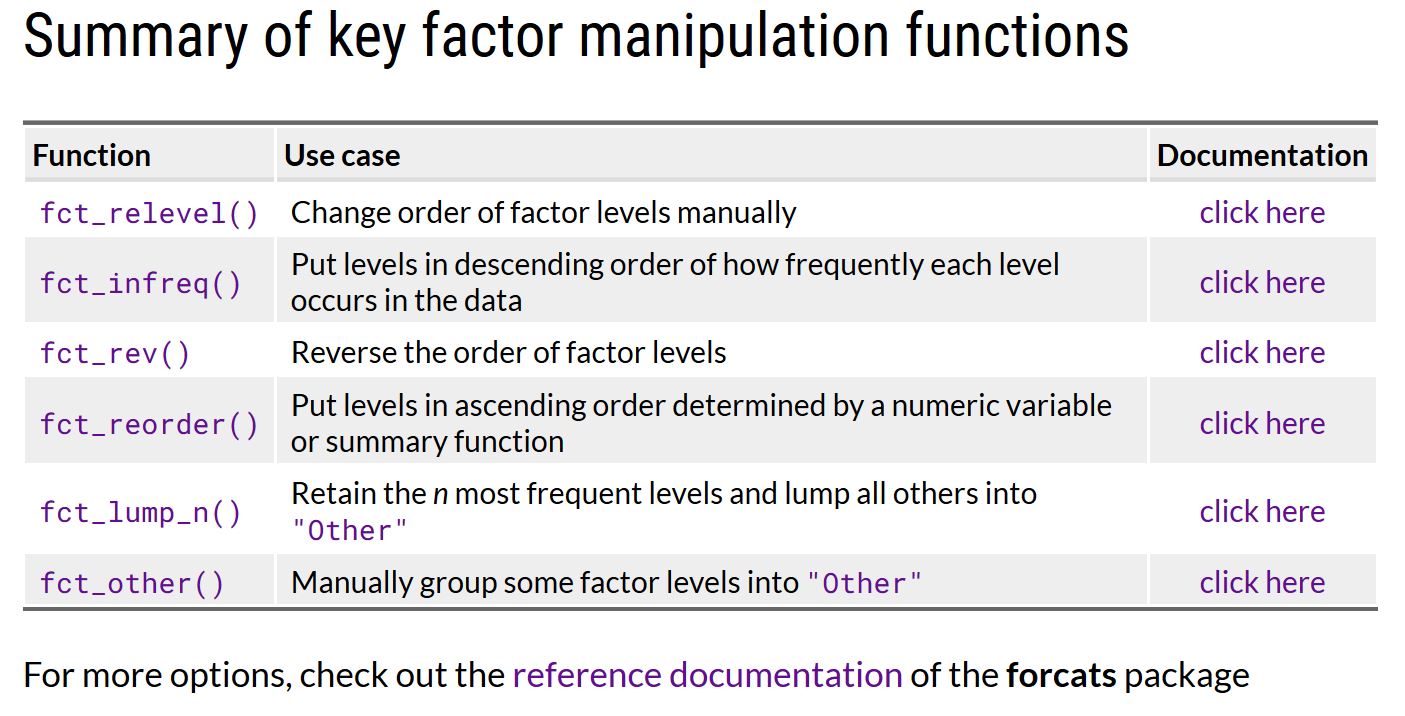 Summary of key factor manipulation functions
Function Use case Documentation
fct_relevel() Change order of factor levels manually click here
fct_infreq() Put levels in descending order of how frequently each level
occurs in the data click here
fct_rev() Reverse the order of factor levels click here
fct_reorder() Put levels in ascending order determined by a numeric variable
or summary function click here
fct_lump_n() Retain the n most frequent levels and lump all others into
"Other" click here
fct_other() Manually group some factor levels into "Other" click here
For more options, check out the reference documentation of the forcats package